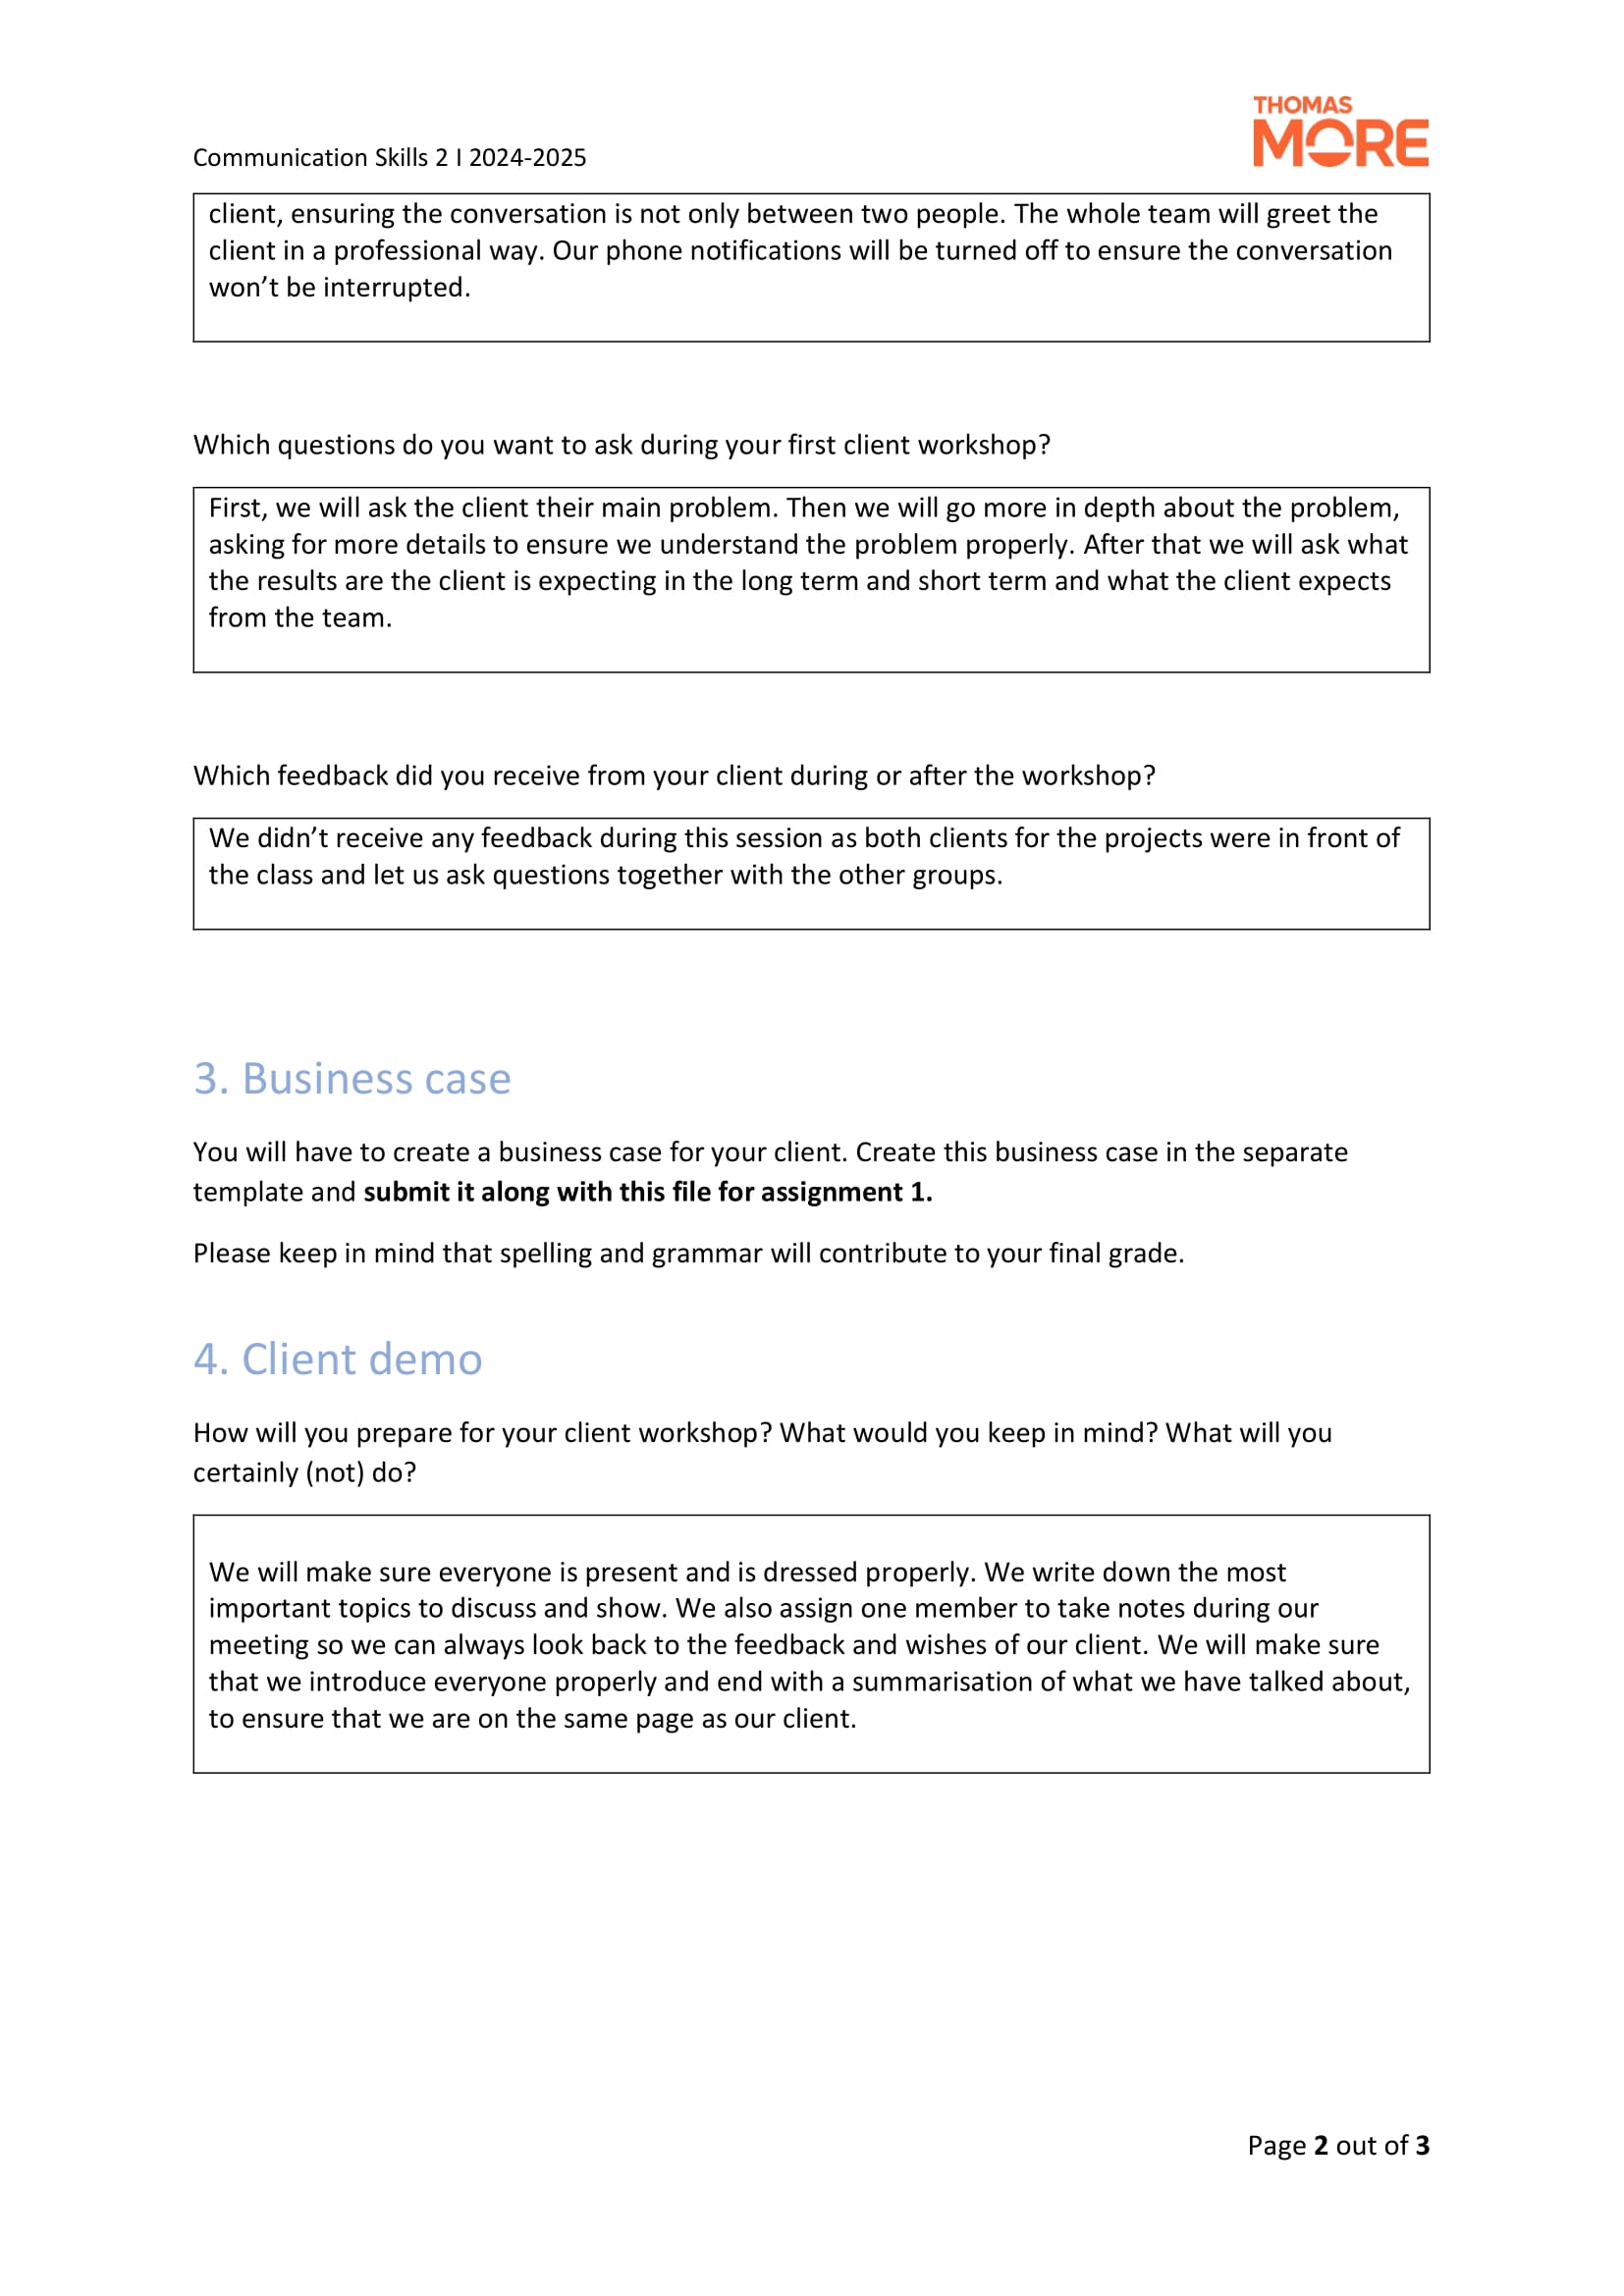 THOMAS
MORE
Communication Skills 2 I 2024-2025
client, ensuring the conversation is not only between two people. The whole team will greet the
client in a professional way. Our phone notifications will be turned off to ensure the conversation
won’t be interrupted.
Which questions do you want to ask during your first client workshop?
First, we will ask the client their main problem. Then we will go more in depth about the problem,
asking for more details to ensure we understand the problem properly. After that we will ask what
the results are the client is expecting in the long term and short term and what the client expects
from the team.
Which feedback did you receive from your client during or after the workshop?
We didn’t receive any feedback during this session as both clients for the projects were in front of
the class and let us ask questions together with the other groups.
3. Business case
You will have to create a business case for your client. Create this business case in the separate
template and submit it along with this file for assignment 1.
Please keep in mind that spelling and grammar will contribute to your final grade.
4. Client demo
How will you prepare for your client workshop? What would you keep in mind? What will you
certainly (not) do?
We will make sure everyone is present and is dressed properly. We write down the most
important topics to discuss and show. We also assign one member to take notes during our
meeting so we can always look back to the feedback and wishes of our client. We will make sure
that we introduce everyone properly and end with a summarisation of what we have talked about,
to ensure that we are on the same page as our client.
Page 2 out of 3